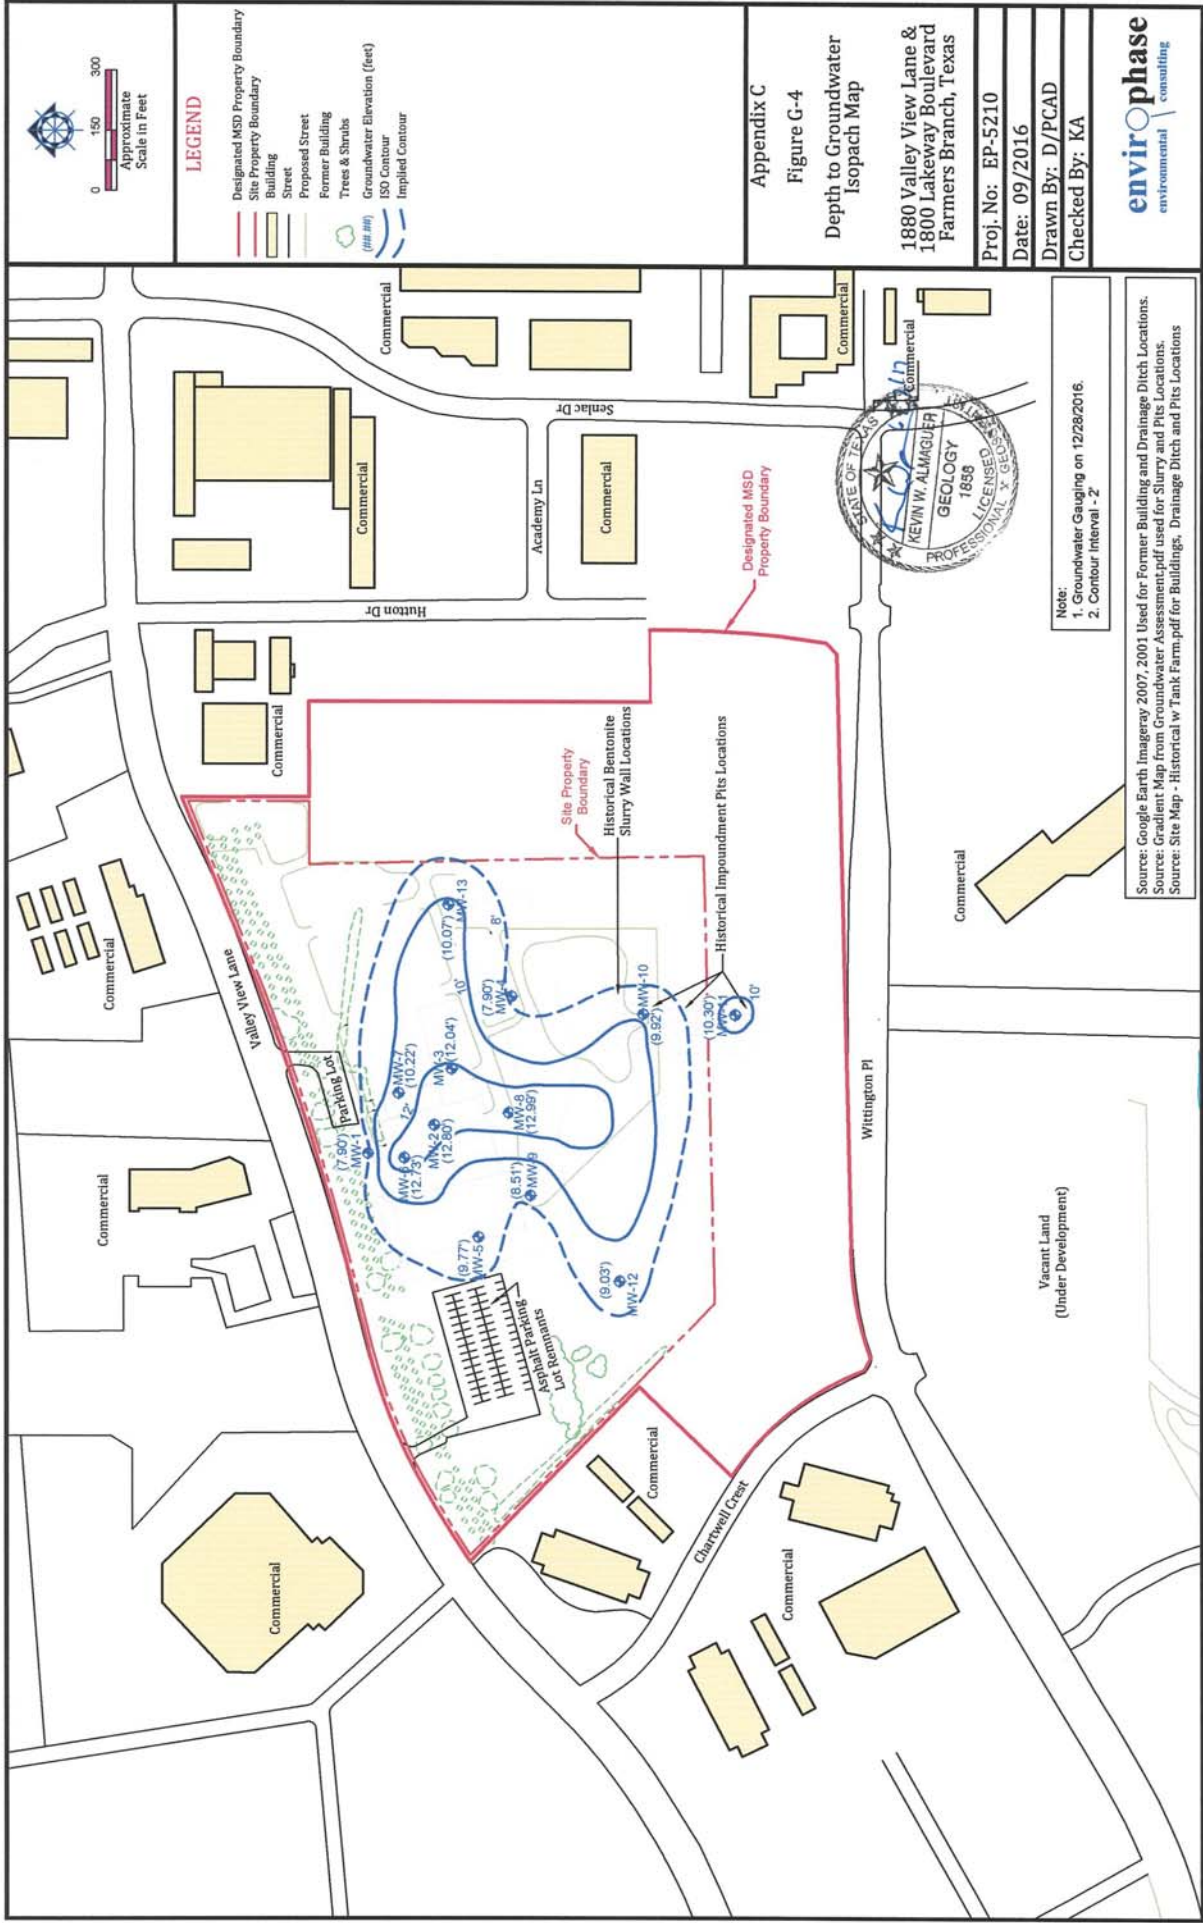 0 150 300
Approximate
Scale in Feet
LEGEND
Designated MSD Property Boundary
Site Property Boundary
Building
Street
Proposed Street
Former Building
Trees & Shrubs
(##.##) Groundwater Elevation (feet)
ISO Contour
Implied Contour
Appendix C
Figure G-4
Depth to Groundwater
Isopach Map
1880 Valley View Lane &
1800 Lakeway Boulevard
Farmers Branch, Texas
Proj. No: EP-5210
Date: 09/2016
Drawn By: D/PCAD
Checked By: KA
envirophase
environmental consulting
Commercial
Commercial
Commercial
Commercial
Commercial
Commercial
Commercial
Commercial
Commercial
Commercial
Commercial
Commercial
Commercial
Valley View Lane
Parking Lot
Hutton Dr
Academy Ln
Senlac Dr
Wittington Pl
Chartwell Crest
Vacant Land
(Under Development)
Asphalt Parking
Lot Remnants
Site Property
Boundary
Designated MSD
Property Boundary
Historical Bentonite
Slurry Wall Locations
Historical Impoundment Pits Locations
(7.90')
MW-1
MW-6
(12.73')
MW-2
(12.80')
MW-7
(10.22')
MW-3
(12.04')
12'
10'
(10.07')
MW-13
8'
(7.90')
MW-4
MW-8
(12.99')
(8.51')
MW-9
(9.77')
MW-5
(9.03')
MW-12
MW-10
(9.92')
(10.30')
MW-11
10'
STATE OF TEXAS
KEVIN W. ALMAGUER
GEOLOGY
1858
LICENSED
PROFESSIONAL GEOSCIENTIST
Note:
1. Groundwater Gauging on 12/28/2016.
2. Contour Interval - 2'
Source: Google Earth Imageray 2007, 2001 Used for Former Building and Drainage Ditch Locations.
Source: Gradient Map from Groundwater Assessment.pdf used for Slurry and Pits Locations.
Source: Site Map - Historical w Tank Farm.pdf for Buildings, Drainage Ditch and Pits Locations